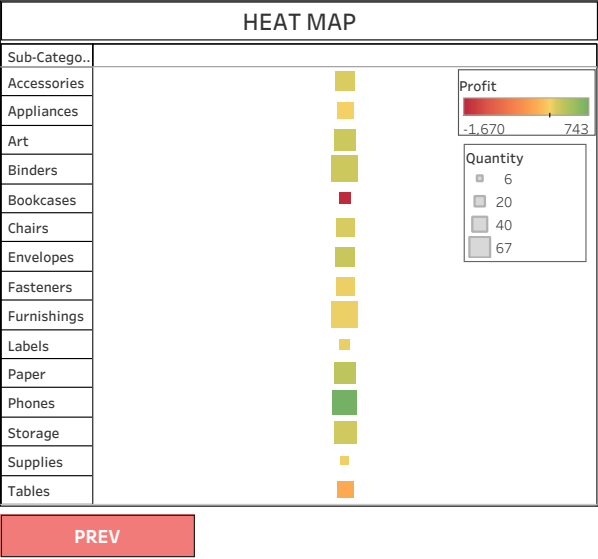 HEAT MAP
Sub-Catego..
Accessories
Appliances
Art
Binders
Bookcases
Chairs
Envelopes
Fasteners
Furnishings
Labels
Paper
Phones
Storage
Supplies
Tables
Profit
-1,670 743
Quantity
6
20
40
67
PREV